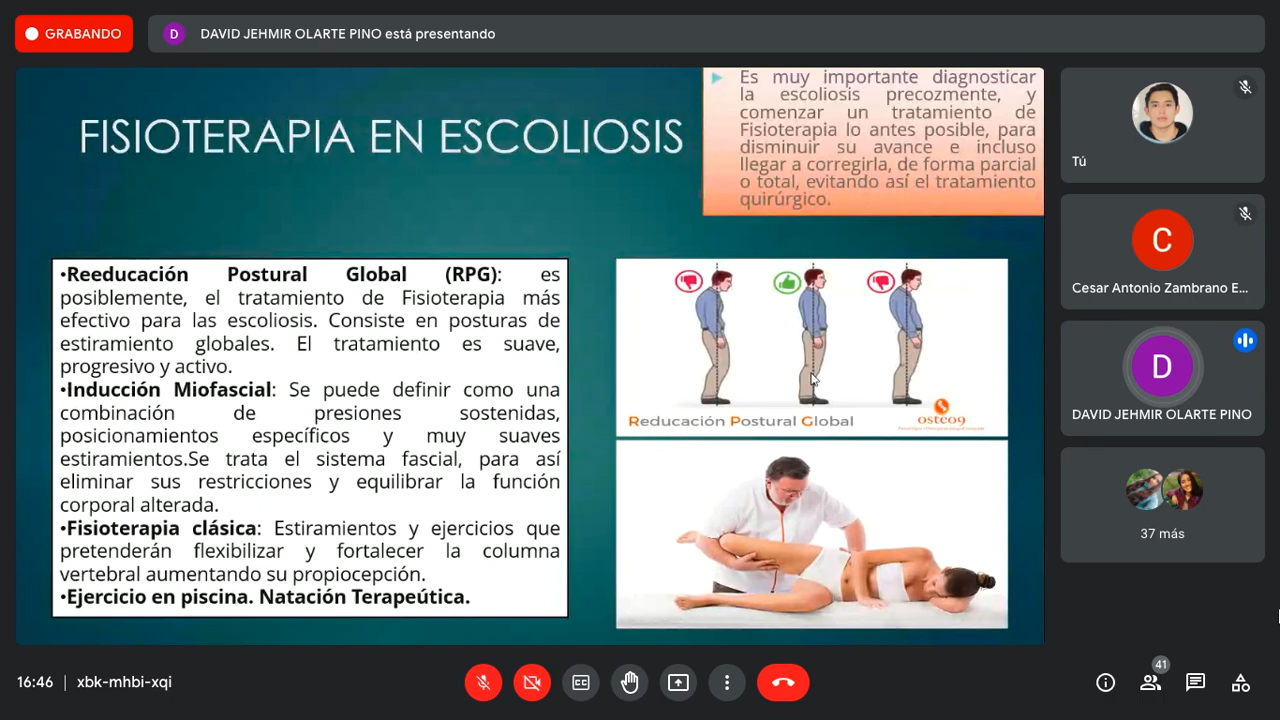 GRABANDO
D
DAVID JEHMIR OLARTE PINO está presentando
FISIOTERAPIA EN ESCOLIOSIS
Es muy importante diagnosticar
la escoliosis precozmente, y
comenzar un tratamiento de
Fisioterapia lo antes posible, para
disminuir su avance e incluso
llegar a corregirla, de forma parcial
o total, evitando así el tratamiento
quirúrgico.
•Reeducación Postural Global (RPG): es
posiblemente, el tratamiento de Fisioterapia más
efectivo para las escoliosis. Consiste en posturas de
estiramiento globales. El tratamiento es suave,
progresivo y activo.
•Inducción Miofascial: Se puede definir como una
combinación de presiones sostenidas,
posicionamientos específicos y muy suaves
estiramientos.Se trata el sistema fascial, para así
eliminar sus restricciones y equilibrar la función
corporal alterada.
•Fisioterapia clásica: Estiramientos y ejercicios que
pretenderán flexibilizar y fortalecer la columna
vertebral aumentando su propiocepción.
•Ejercicio en piscina. Natación Terapeútica.
Reducación Postural Global
osteo9
Tú
C
Cesar Antonio Zambrano E...
D
DAVID JEHMIR OLARTE PINO
37 más
16:46 | xbk-mhbi-xqi
CC
41